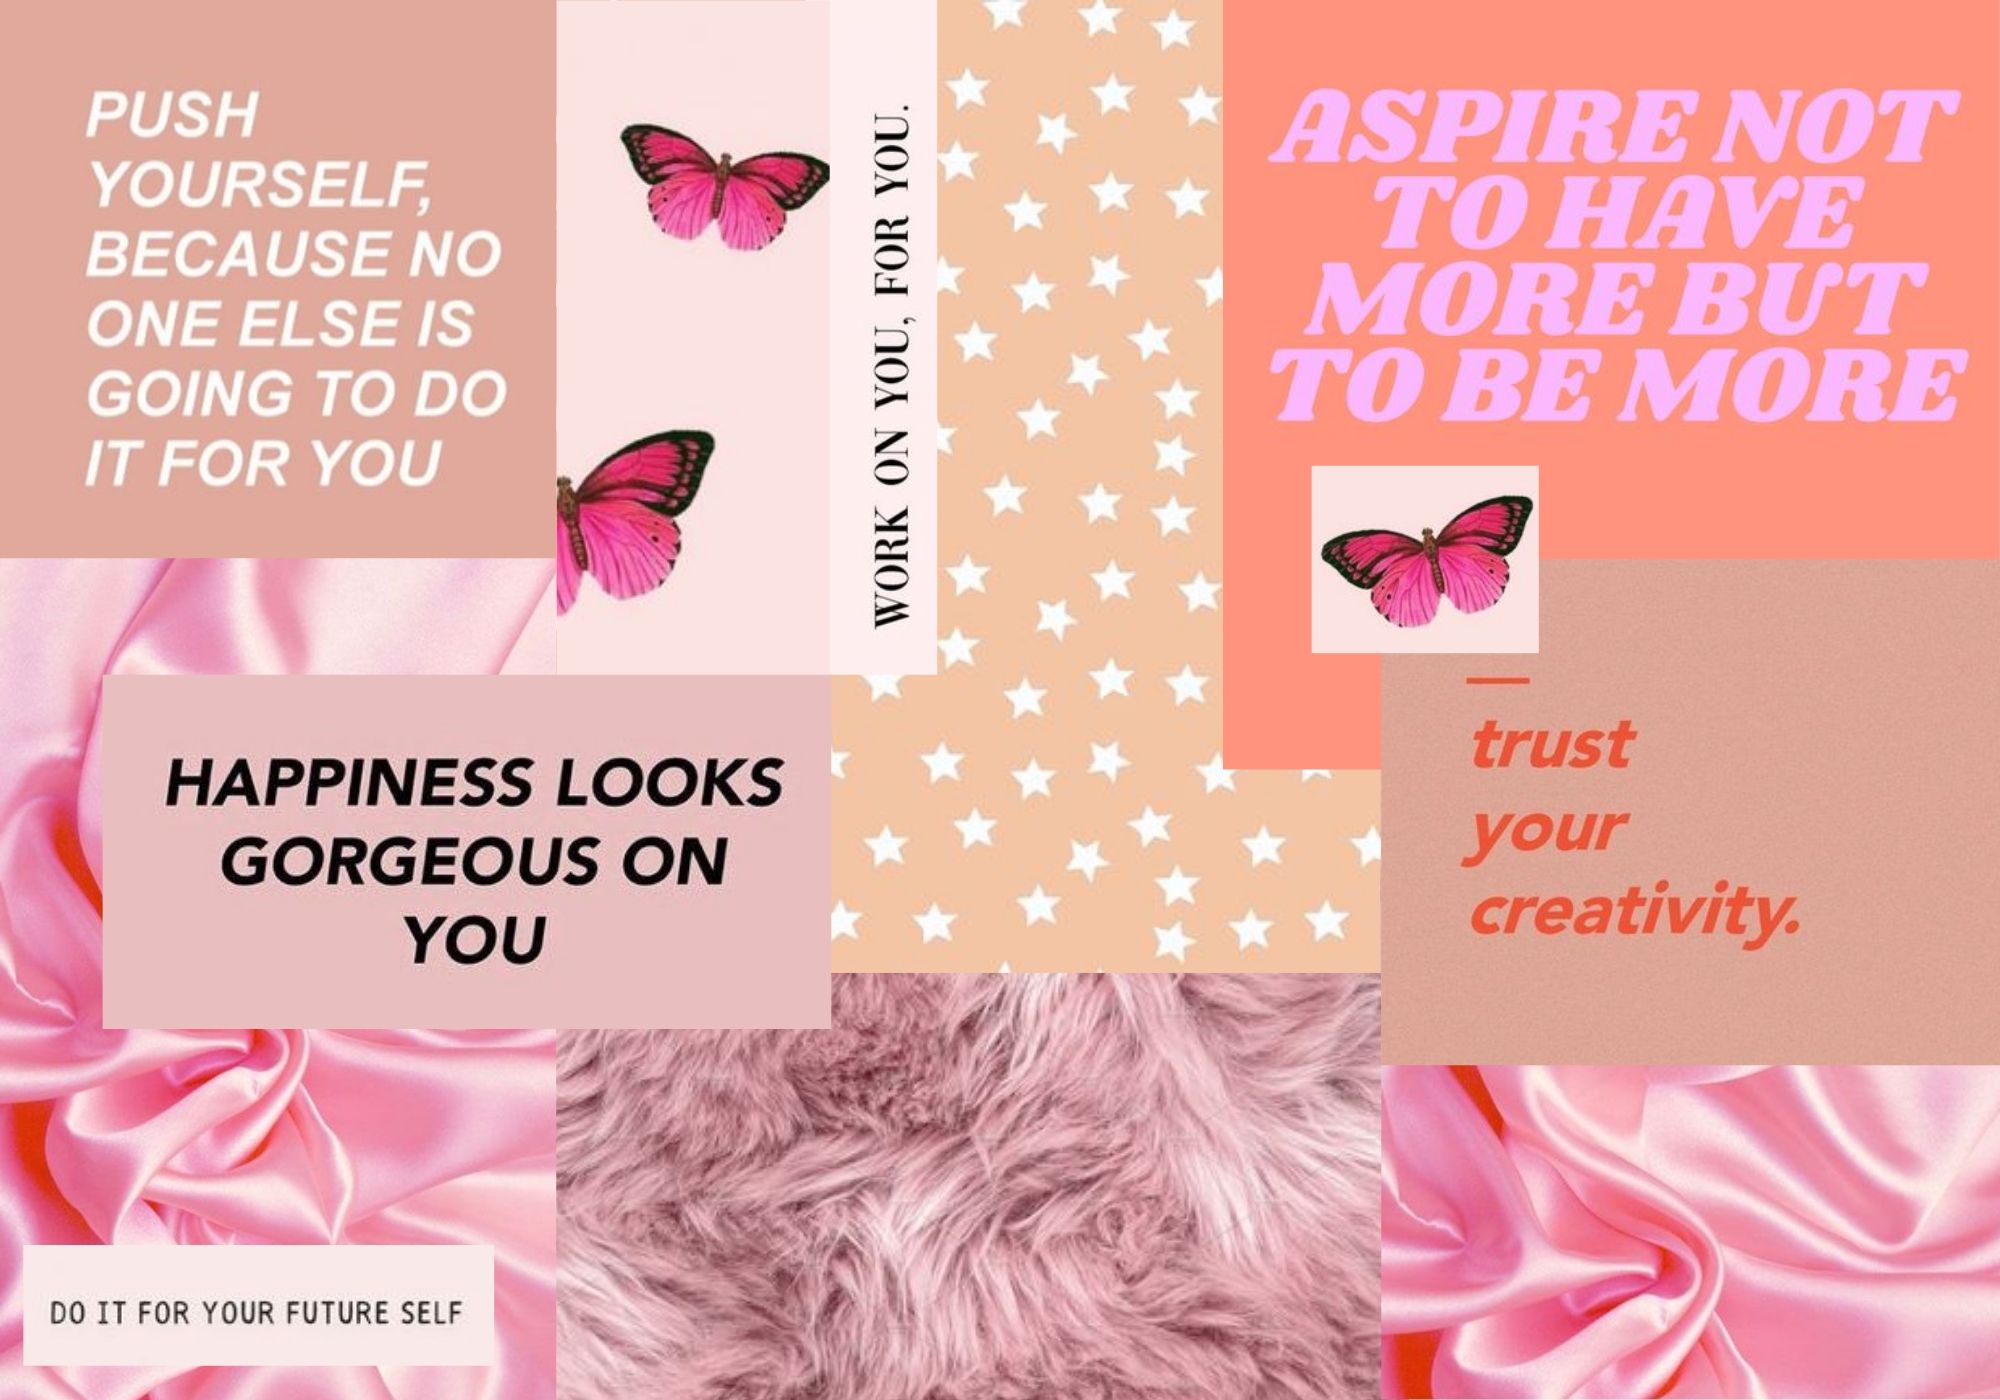 PUSH
YOURSELF,
BECAUSE NO
ONE ELSE IS
GOING TO DO
IT FOR YOU
WORK ON YOU, FOR YOU.
ASPIRE NOT
TO HAVE
MORE BUT
TO BE MORE
HAPPINESS LOOKS
GORGEOUS ON
YOU
trust
your
creativity.
DO IT FOR YOUR FUTURE SELF